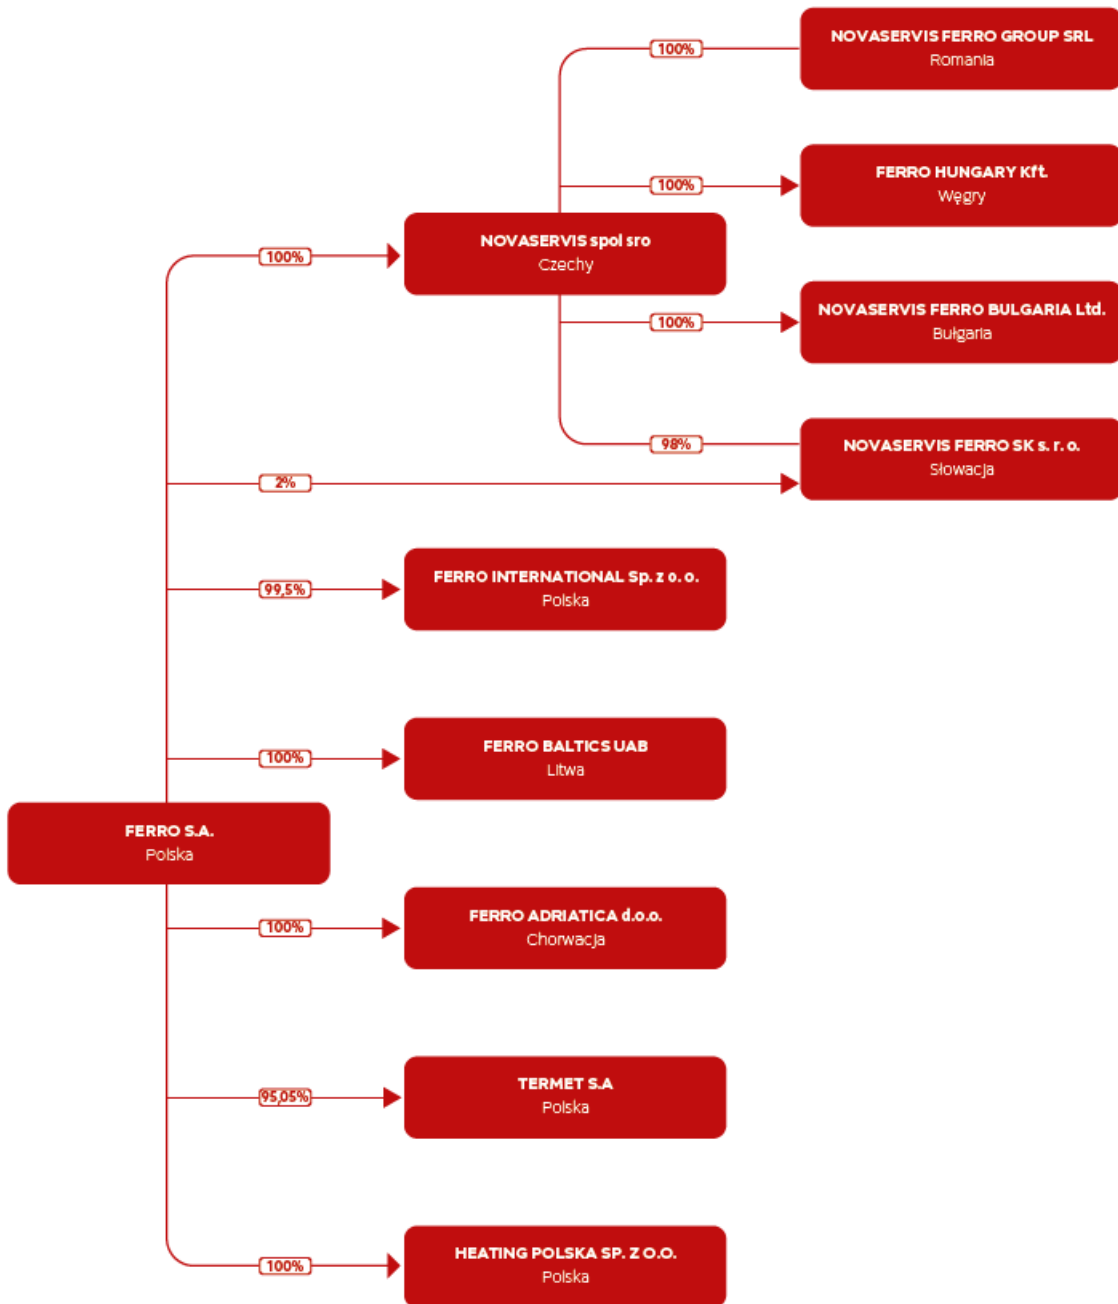 100%
NOVASERVIS FERRO GROUP SRL
Romania
100%
FERRO HUNGARY Kft.
Węgry
100%
NOVASERVIS spol sro
Czechy
100%
NOVASERVIS FERRO BULGARIA Ltd.
Bułgaria
98%
NOVASERVIS FERRO SK s. r. o.
Słowacja
2%
99,5%
FERRO INTERNATIONAL Sp. z o. o.
Polska
100%
FERRO BALTICS UAB
Litwa
FERRO S.A.
Polska
100%
FERRO ADRIATICA d.o.o.
Chorwacja
95,05%
TERMET S.A
Polska
100%
HEATING POLSKA SP. Z O.O.
Polska